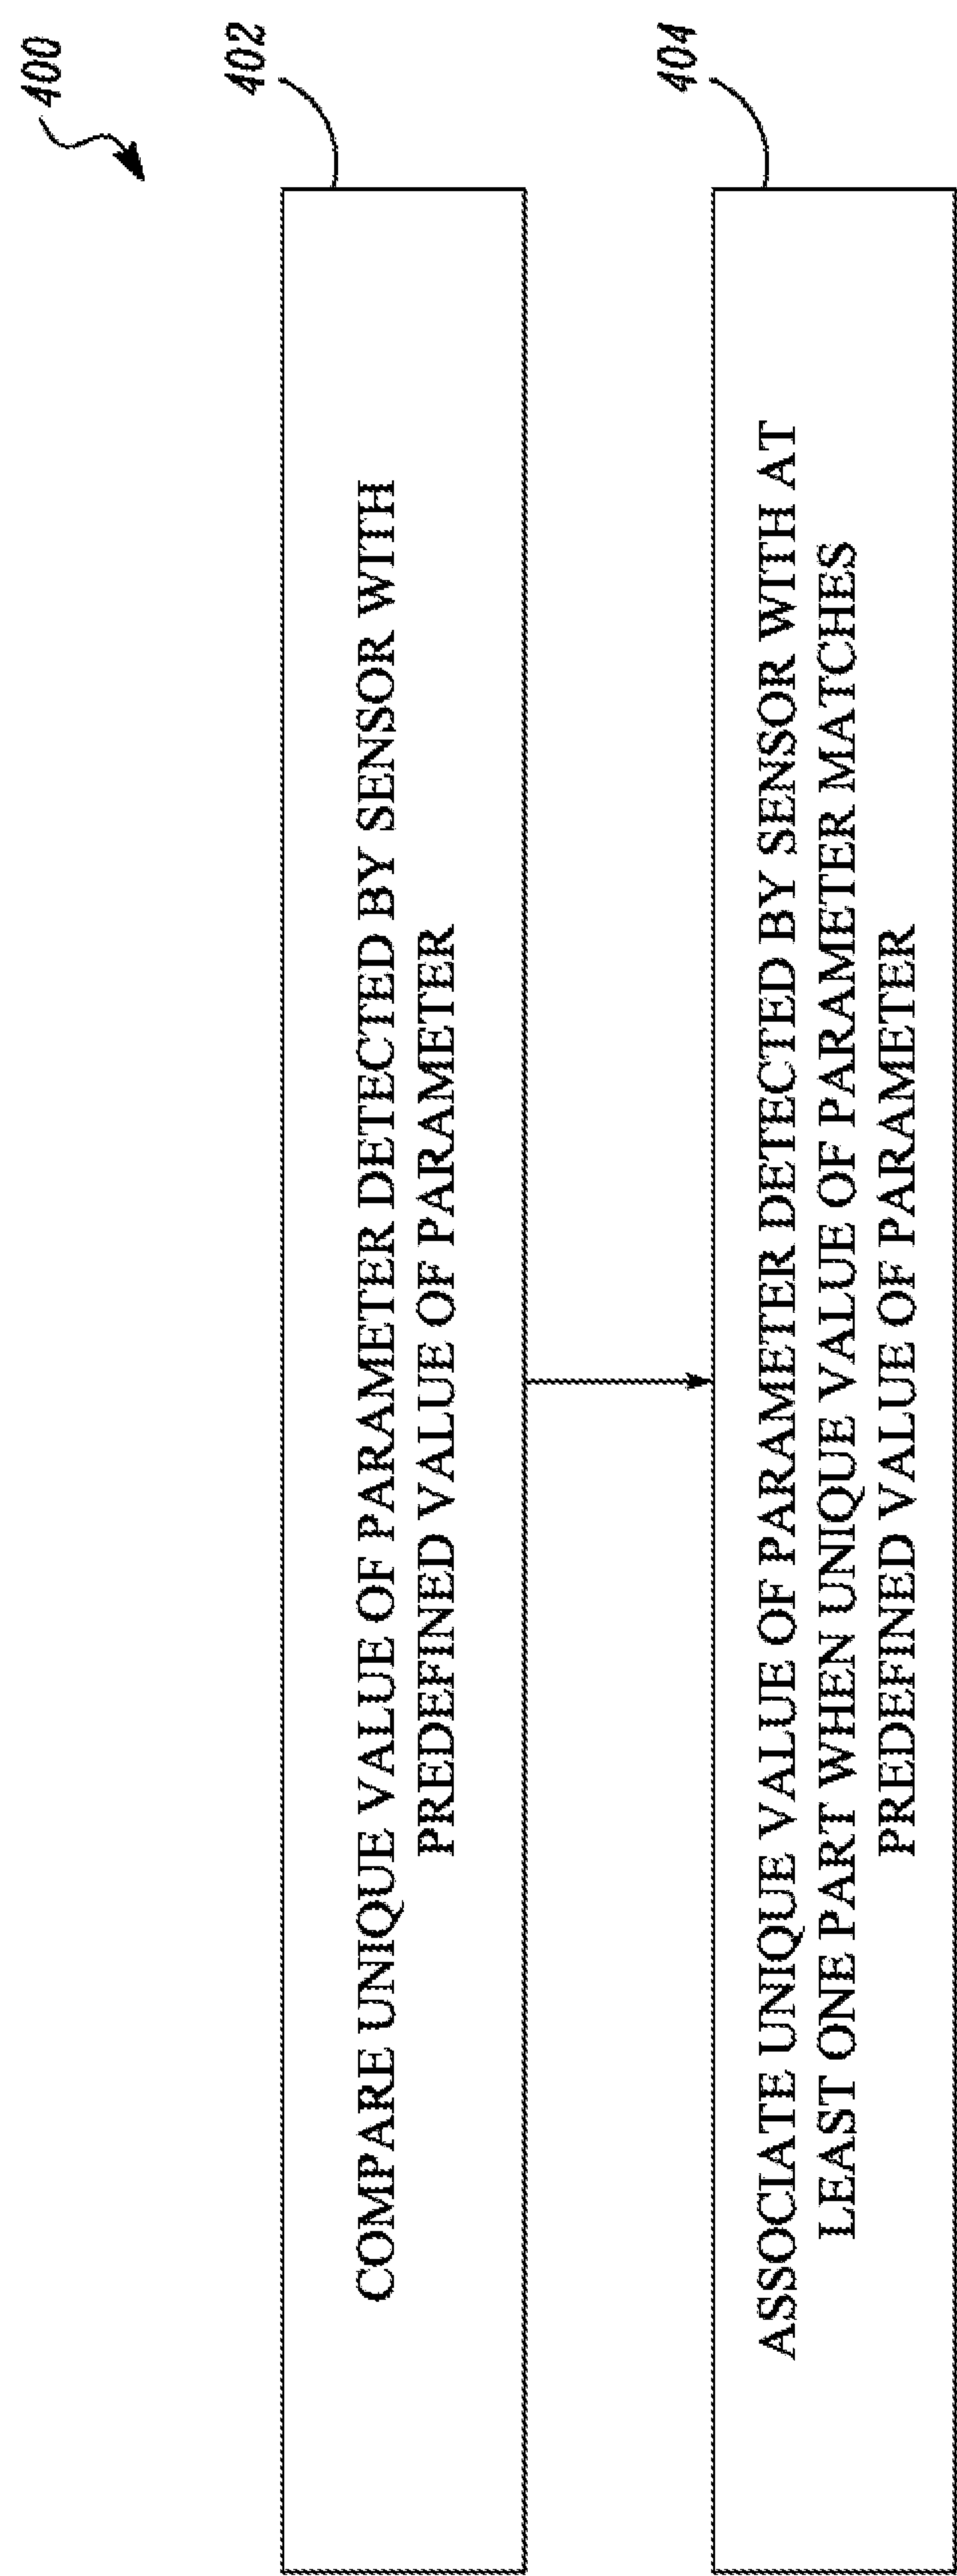 400
402
COMPARE UNIQUE VALUE OF PARAMETER DETECTED BY SENSOR WITH
PREDEFINED VALUE OF PARAMETER
404
ASSOCIATE UNIQUE VALUE OF PARAMETER DETECTED BY SENSOR WITH AT
LEAST ONE PART WHEN UNIQUE VALUE OF PARAMETER MATCHES
PREDEFINED VALUE OF PARAMETER